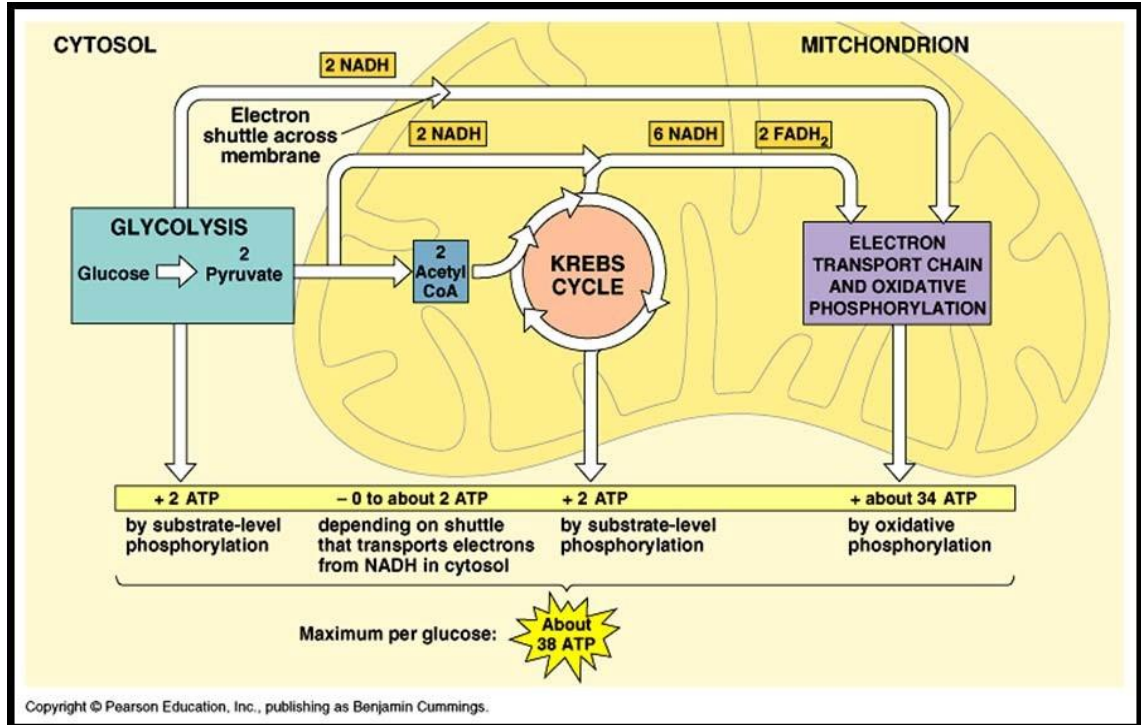 CYTOSOL
MITCHONDRION
2 NADH
Electron
shuttle across
membrane
2 NADH
6 NADH
2 FADH₂
GLYCOLYSIS
2
Glucose
Pyruvate
2
Acetyl
CoA
KREBS
CYCLE
ELECTRON
TRANSPORT CHAIN
AND OXIDATIVE
PHOSPHORYLATION
+ 2 ATP
by substrate-level
phosphorylation
– 0 to about 2 ATP
depending on shuttle
that transports electrons
from NADH in cytosol
+ 2 ATP
by substrate-level
phosphorylation
+ about 34 ATP
by oxidative
phosphorylation
Maximum per glucose:
About
38 ATP
Copyright © Pearson Education, Inc., publishing as Benjamin Cummings.